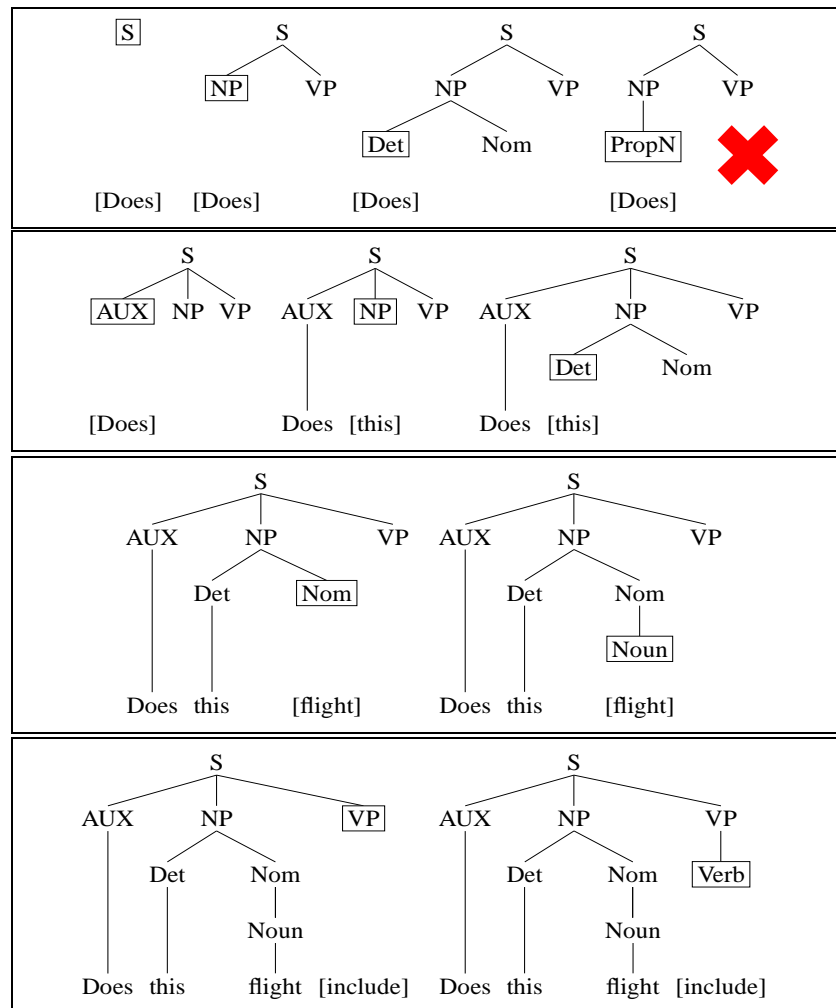 S S S S
NP VP NP VP NP VP
Det Nom PropN
[Does] [Does] [Does] [Does]
S S S
AUX NP VP AUX NP VP AUX NP VP
Det Nom
[Does] Does [this] Does [this]
S S
AUX NP VP AUX NP VP
Det Nom Det Nom
Noun
Does this [flight] Does this [flight]
S S
AUX NP VP AUX NP VP
Det Nom Det Nom Verb
Noun Noun
Does this flight [include] Does this flight [include]